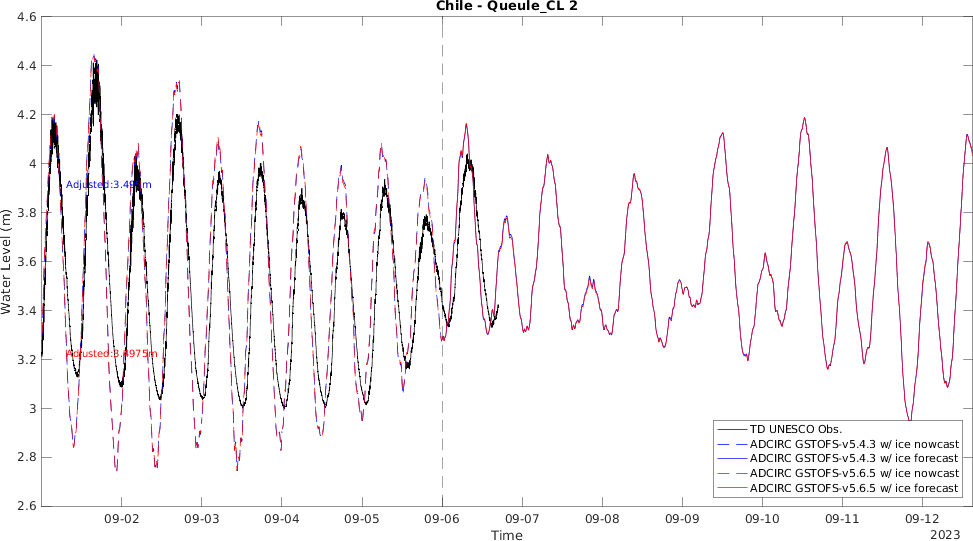 Chile - Queule_CL 2
4.6
4.4
4.2
4
3.8
3.6
3.4
3.2
3
2.8
2.6
Water Level (m)
Adjusted:3.4975m
TD UNESCO Obs.
ADCIRC GSTOFS-v5.4.3 w/ ice nowcast
ADCIRC GSTOFS-v5.4.3 w/ ice forecast
ADCIRC GSTOFS-v5.6.5 w/ ice nowcast
ADCIRC GSTOFS-v5.6.5 w/ ice forecast
09-02 09-03 09-04 09-05 09-06 09-07 09-08 09-09 09-10 09-11 09-12
Time
2023